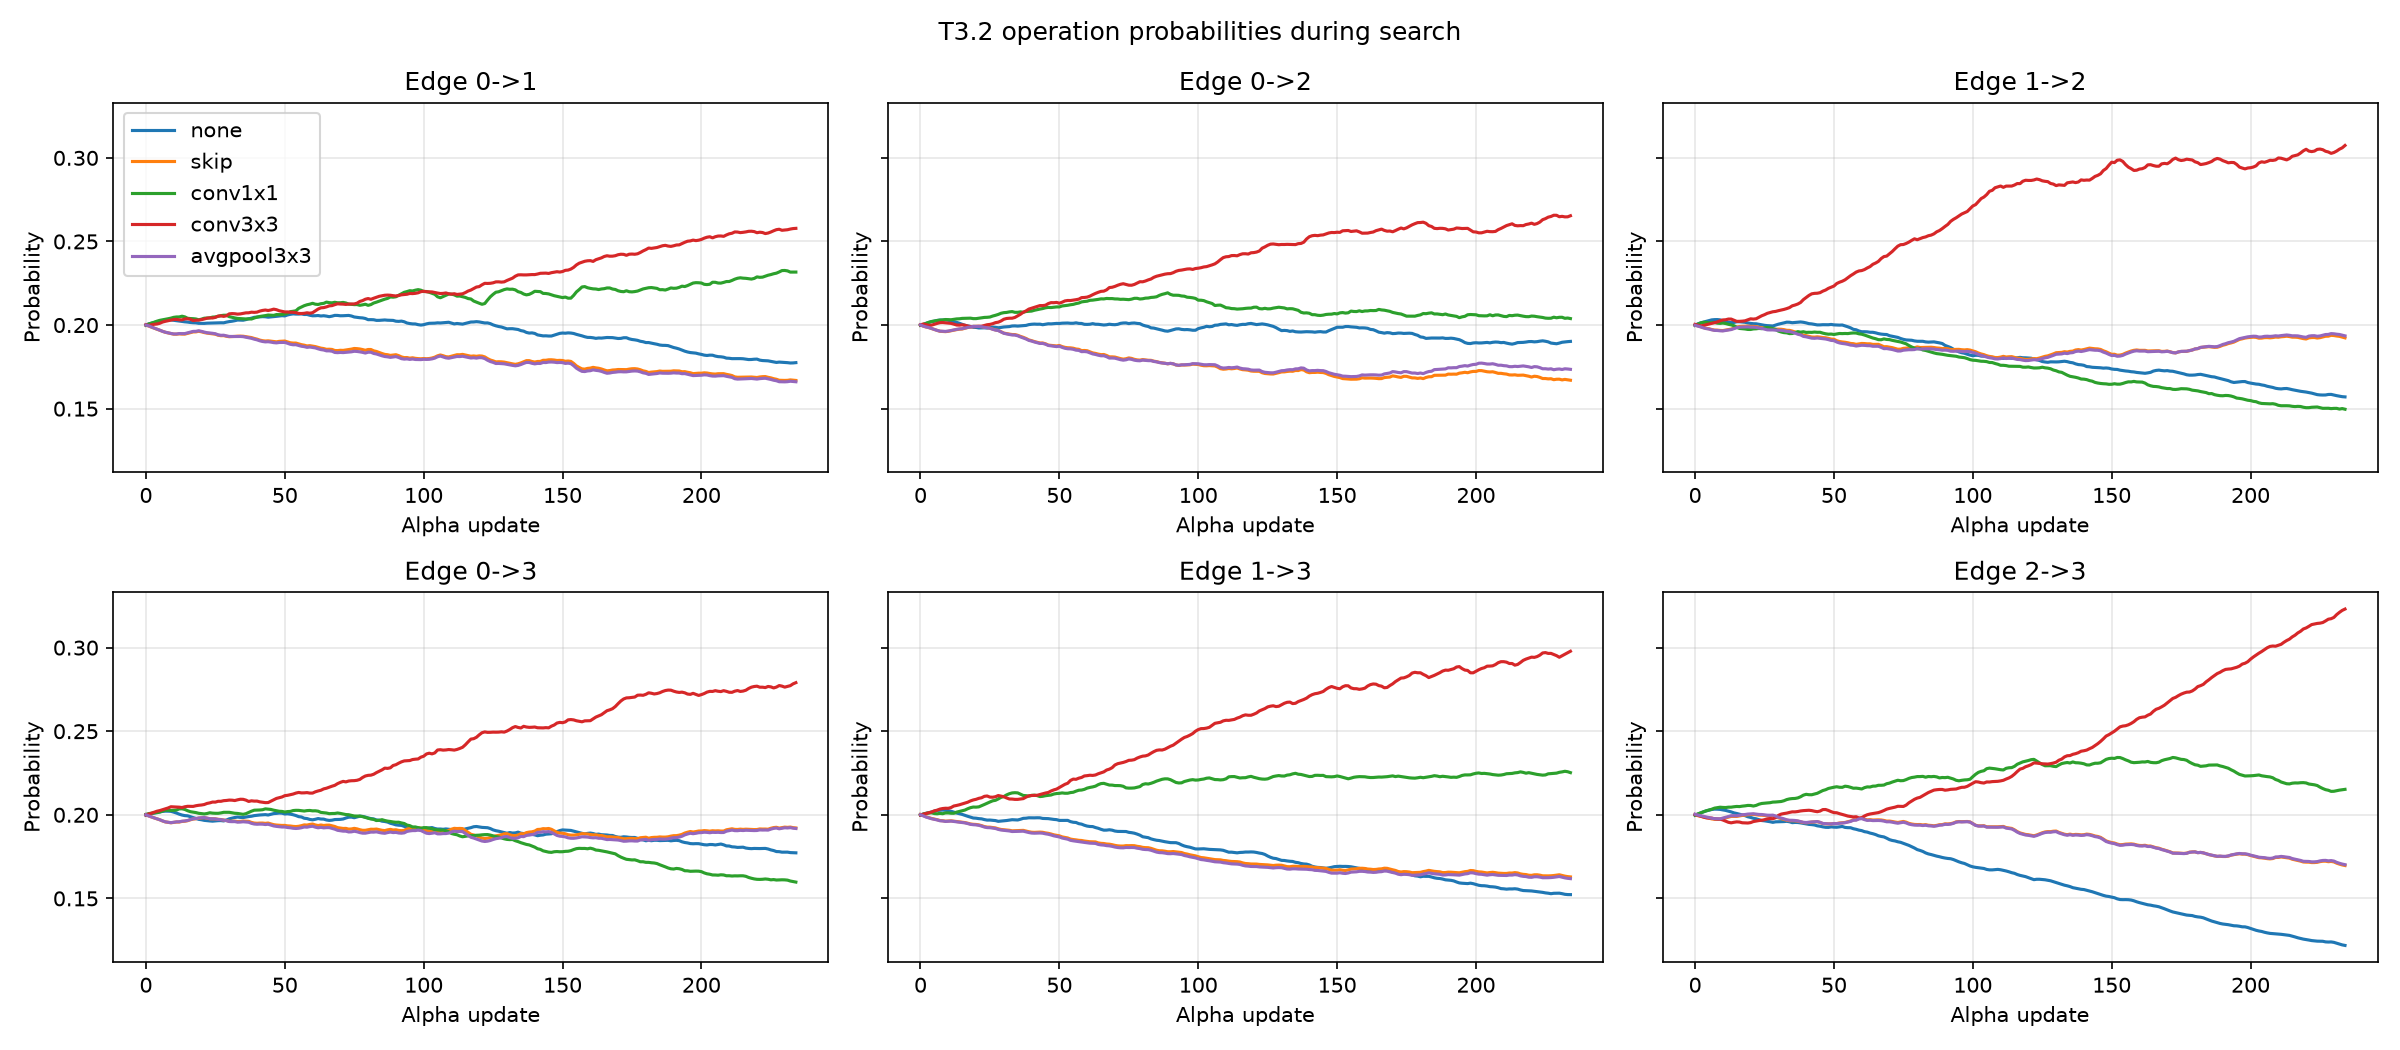 T3.2 operation probabilities during search
Edge 0->1
Edge 0->2
Edge 1->2
none
skip
conv1x1
conv3x3
avgpool3x3
Probability
0.30
0.25
0.20
0.15
0 50 100 150 200
Alpha update
Probability
0 50 100 150 200
Alpha update
Probability
0 50 100 150 200
Alpha update
Edge 0->3
Edge 1->3
Edge 2->3
Probability
0.30
0.25
0.20
0.15
0 50 100 150 200
Alpha update
Probability
0 50 100 150 200
Alpha update
Probability
0 50 100 150 200
Alpha update